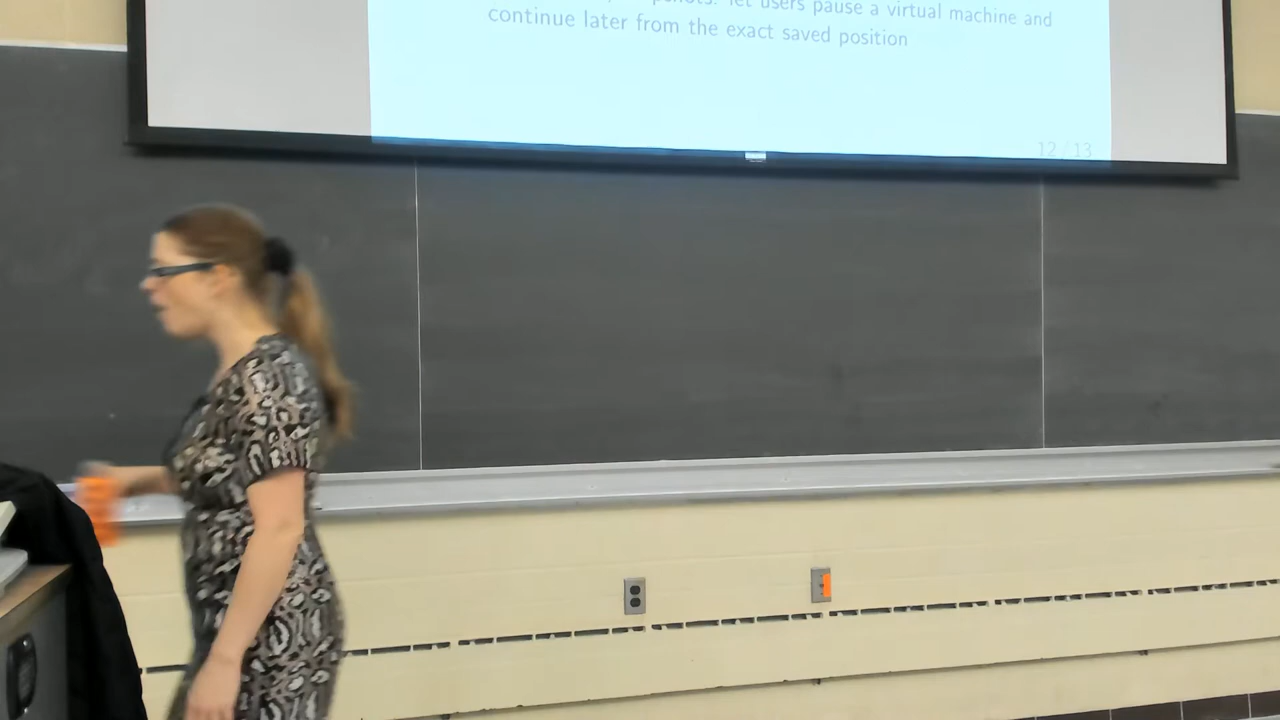 let users pause a virtual machine and
continue later from the exact saved position
12 / 13